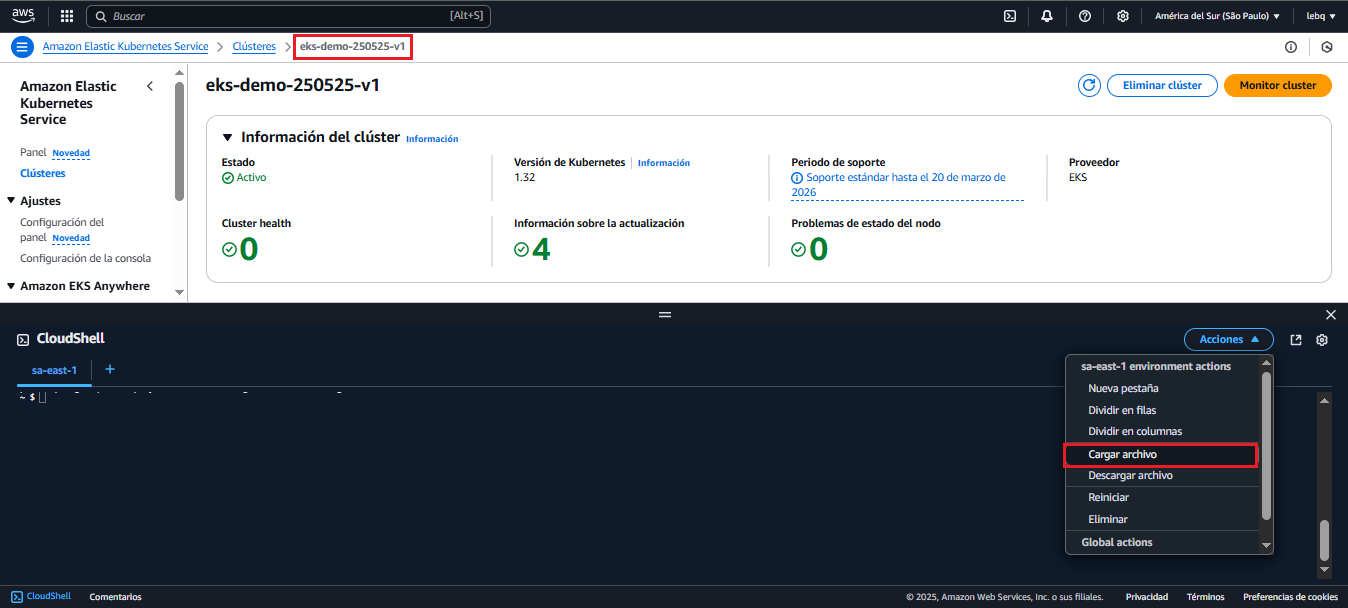 aws
Buscar
[Alt+S]
América del Sur (São Paulo)
lebq
Amazon Elastic Kubernetes Service
Clústeres
eks-demo-250525-v1
Amazon Elastic
Kubernetes
Service
Panel Novedad
Clústeres
Ajustes
Configuración del
panel Novedad
Configuración de la consola
Amazon EKS Anywhere
eks-demo-250525-v1
Eliminar clúster
Monitor cluster
Información del clúster Información
Estado
Activo
Versión de Kubernetes Información
1.32
Periodo de soporte
Soporte estándar hasta el 20 de marzo de
2026
Proveedor
EKS
Cluster health
0
Información sobre la actualización
4
Problemas de estado del nodo
0
CloudShell
Acciones
sa-east-1
+
~ $
sa-east-1 environment actions
Nueva pestaña
Dividir en filas
Dividir en columnas
Cargar archivo
Descargar archivo
Reiniciar
Eliminar
Global actions
CloudShell
Comentarios
© 2025, Amazon Web Services, Inc. o sus filiales.
Privacidad
Términos
Preferencias de cookies